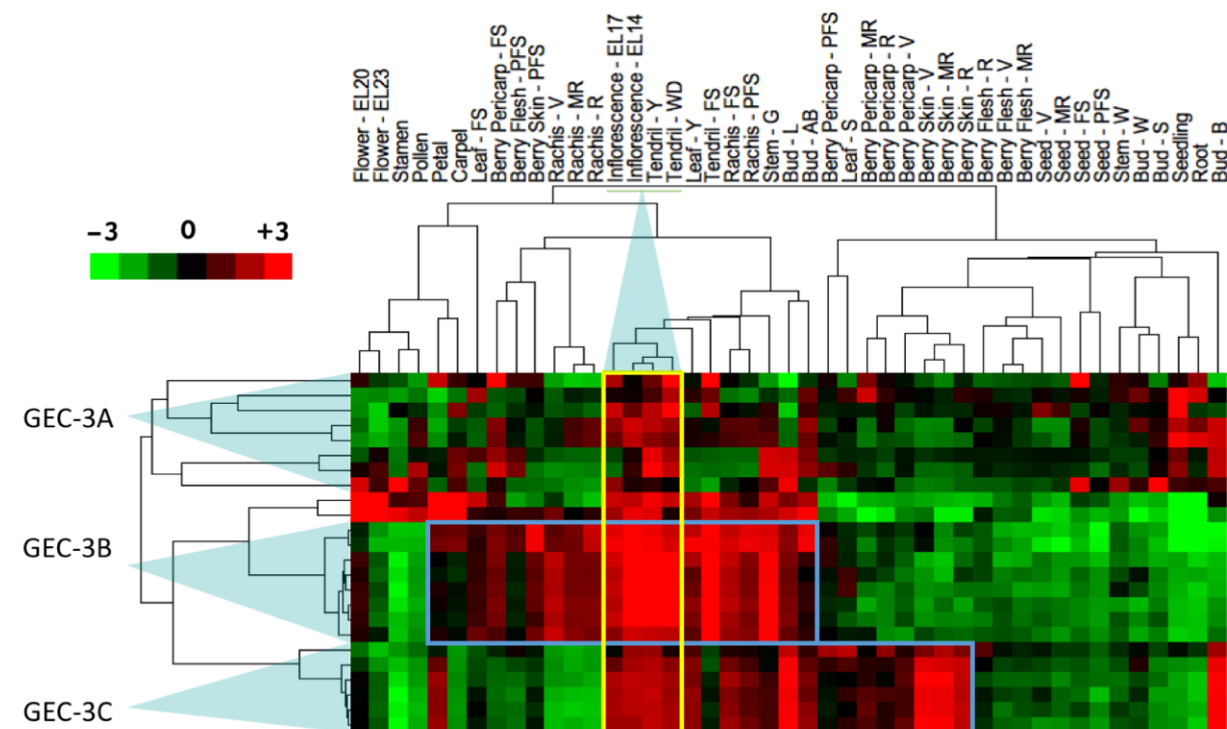 Flower - EL20
Flower - EL23
Stamen
Pollen
Petal
Carpel
Leaf - FS
Berry Pericarp - FS
Berry Flesh - PFS
Berry Skin - PFS
Rachis - V
Rachis - MR
Rachis - R
Inflorescence - EL17
Inflorescence - EL14
Tendril - Y
Tendril - WD
Leaf - Y
Tendril - FS
Rachis - FS
Rachis - PFS
Stem - G
Bud - L
Bud - AB
Berry Pericarp - PFS
Leaf - S
Berry Pericarp - MR
Berry Pericarp - R
Berry Pericarp - V
Berry Skin - V
Berry Skin - MR
Berry Skin - R
Berry Flesh - R
Berry Flesh - V
Berry Flesh - MR
Seed - V
Seed - MR
Seed - FS
Seed - PFS
Stem - W
Bud - W
Bud - S
Seedling
Root
Bud - B
−3 0 +3
GEC-3A
GEC-3B
GEC-3C